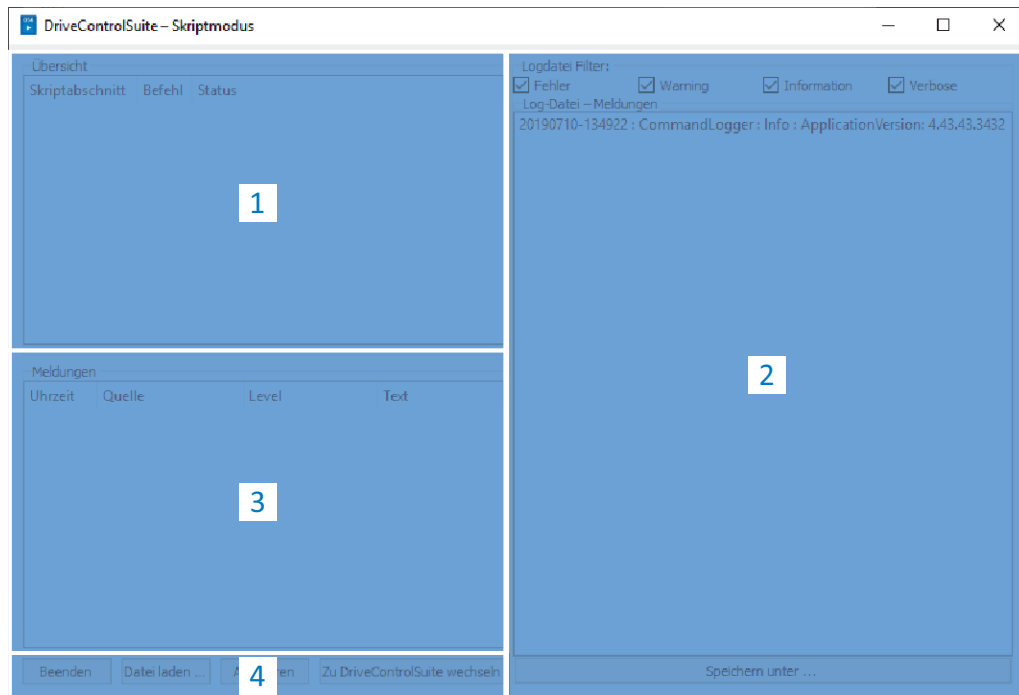 DriveControlSuite – Skriptmodus
Übersicht
Skriptabschnitt Befehl Status
1
Logdatei Filter:
Fehler Warning Information Verbose
Log-Datei – Meldungen
20190710-134922 : CommandLogger : Info : ApplicationVersion: 4.43.43.3432
2
Meldungen
Uhrzeit Quelle Level Text
3
Beenden Datei laden ... Zu DriveControlSuite wechseln
4
Speichern unter ...